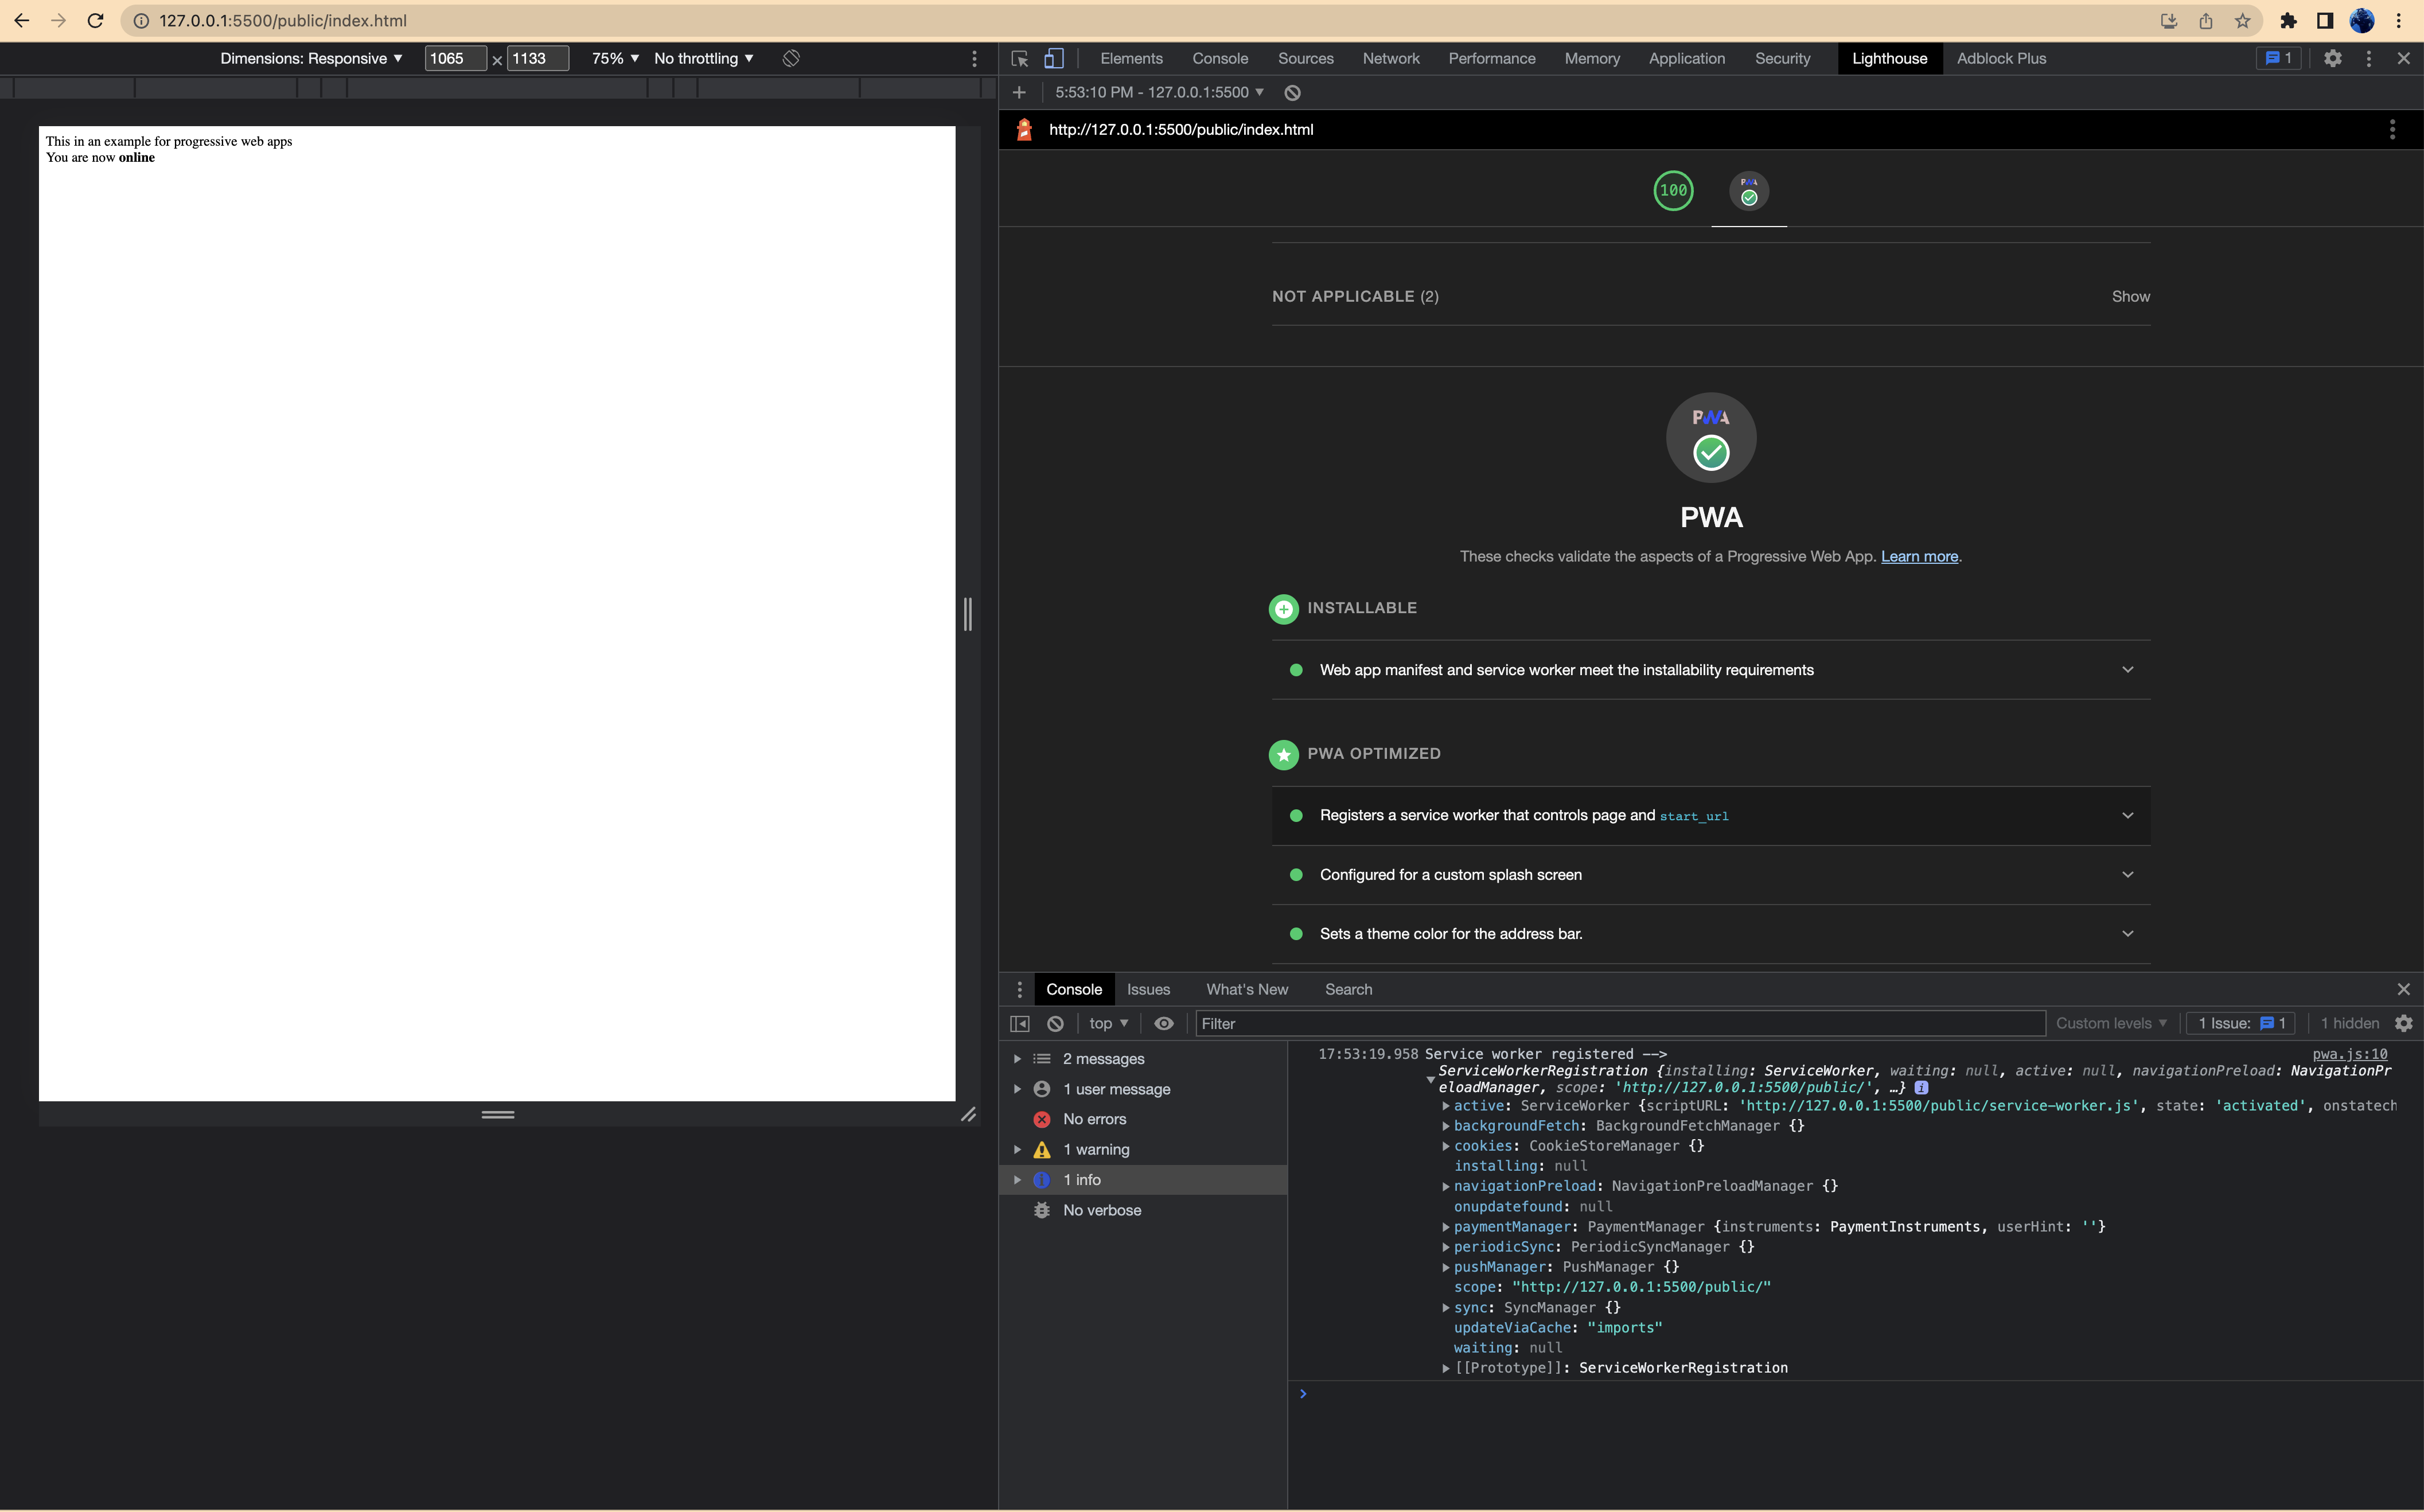 127.0.0.1:5500/public/index.html
Dimensions: Responsive ▼ 1065 × 1133 75% ▼ No throttling ▼
Elements Console Sources Network Performance Memory Application Security Lighthouse Adblock Plus 1
5:53:10 PM - 127.0.0.1:5500 ▼
http://127.0.0.1:5500/public/index.html
This in an example for progressive web apps
You are now online
100 PWA
NOT APPLICABLE (2) Show
PWA
PWA
These checks validate the aspects of a Progressive Web App. Learn more.
INSTALLABLE
Web app manifest and service worker meet the installability requirements
PWA OPTIMIZED
Registers a service worker that controls page and start_url
Configured for a custom splash screen
Sets a theme color for the address bar.
Console Issues What's New Search
top ▼ Filter Custom levels ▼ 1 Issue: 1 1 hidden
2 messages
1 user message
No errors
1 warning
1 info
No verbose
17:53:19.958 Service worker registered --> pwa.js:10
ServiceWorkerRegistration {installing: ServiceWorker, waiting: null, active: null, navigationPreload: NavigationPr
eloadManager, scope: 'http://127.0.0.1:5500/public/', …} i
active: ServiceWorker {scriptURL: 'http://127.0.0.1:5500/public/service-worker.js', state: 'activated', onstatech
backgroundFetch: BackgroundFetchManager {}
cookies: CookieStoreManager {}
installing: null
navigationPreload: NavigationPreloadManager {}
onupdatefound: null
paymentManager: PaymentManager {instruments: PaymentInstruments, userHint: ''}
periodicSync: PeriodicSyncManager {}
pushManager: PushManager {}
scope: "http://127.0.0.1:5500/public/"
sync: SyncManager {}
updateViaCache: "imports"
waiting: null
[[Prototype]]: ServiceWorkerRegistration